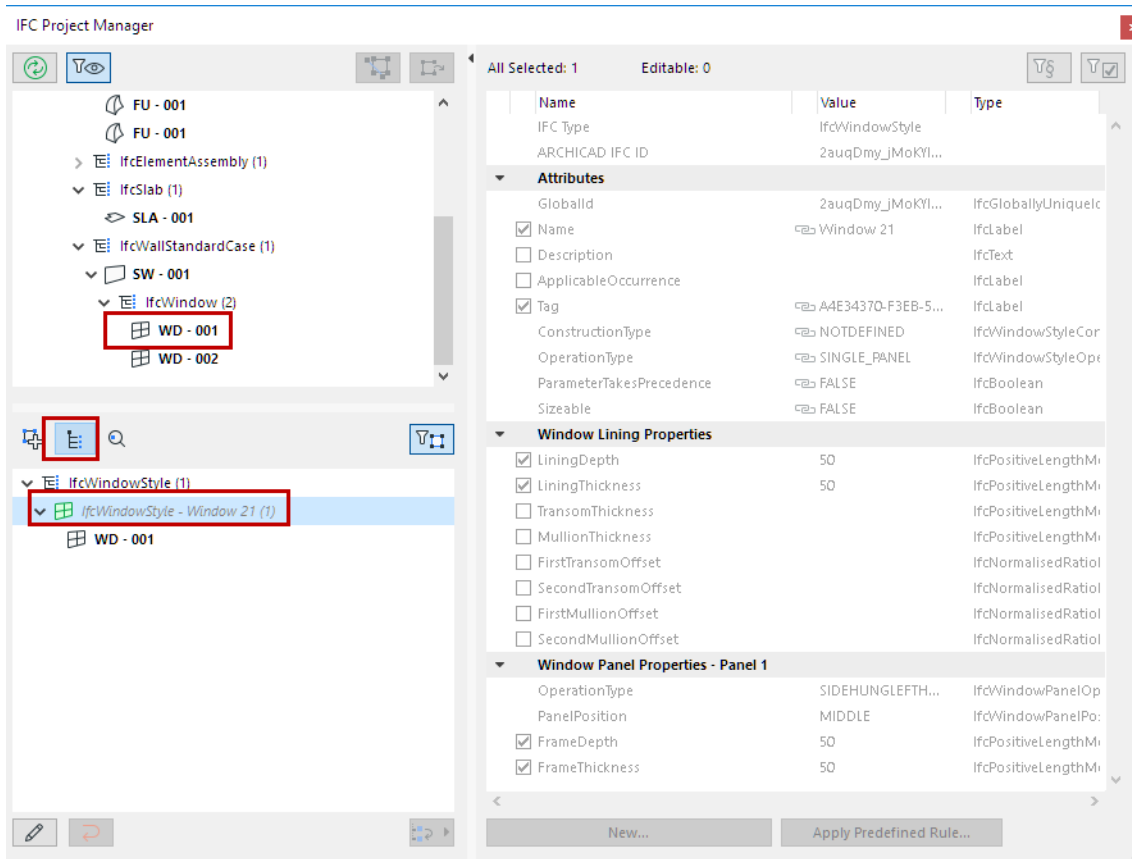 IFC Project Manager
FU - 001
FU - 001
IfcElementAssembly (1)
IfcSlab (1)
SLA - 001
IfcWallStandardCase (1)
SW - 001
IfcWindow (2)
WD - 001
WD - 002
IfcWindowStyle (1)
IfcWindowStyle - Window 21 (1)
WD - 001
All Selected: 1 Editable: 0
Name Value Type
IFC Type IfcWindowStyle
ARCHICAD IFC ID 2auqDmy_jMoKYI...
Attributes
GlobalId 2auqDmy_jMoKYI... IfcGloballyUniqueIc
Name Window 21 IfcLabel
Description IfcText
ApplicableOccurrence IfcLabel
Tag A4E34370-F3EB-5... IfcLabel
ConstructionType NOTDEFINED IfcWindowStyleCor
OperationType SINGLE_PANEL IfcWindowStyleOpe
ParameterTakesPrecedence FALSE IfcBoolean
Sizeable FALSE IfcBoolean
Window Lining Properties
LiningDepth 50 IfcPositiveLengthM
LiningThickness 50 IfcPositiveLengthM
TransomThickness IfcPositiveLengthM
MullionThickness IfcPositiveLengthM
FirstTransomOffset IfcNormalisedRatioI
SecondTransomOffset IfcNormalisedRatioI
FirstMullionOffset IfcNormalisedRatioI
SecondMullionOffset IfcNormalisedRatioI
Window Panel Properties - Panel 1
OperationType SIDEHUNGLEFTH... IfcWindowPanelOp
PanelPosition MIDDLE IfcWindowPanelPo
FrameDepth 50 IfcPositiveLengthM
FrameThickness 50 IfcPositiveLengthM
New... Apply Predefined Rule...